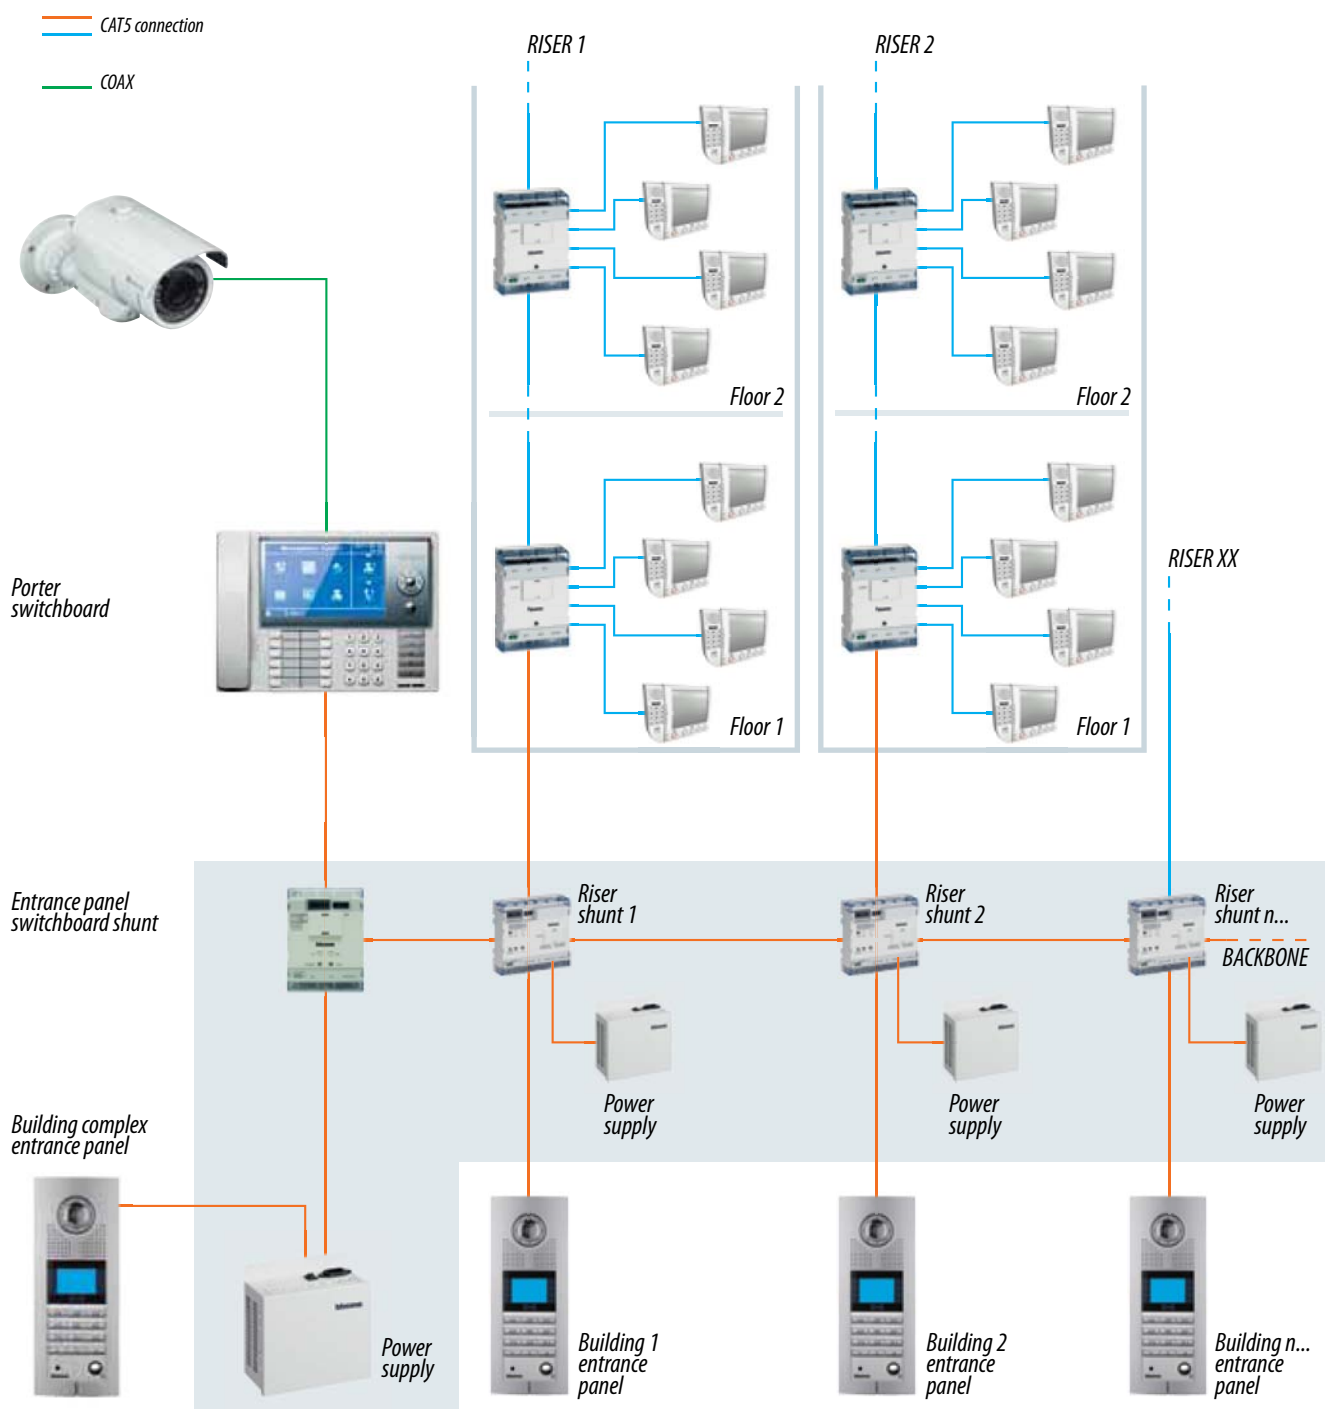 CAT5 connection
COAX
RISER 1
RISER 2
Floor 2
Floor 2
RISER XX
Porter
switchboard
Floor 1
Floor 1
Entrance panel
switchboard shunt
Riser
shunt 1
Riser
shunt 2
Riser
shunt n...
BACKBONE
Power
supply
Power
supply
Power
supply
Building complex
entrance panel
Power
supply
Building 1
entrance
panel
Building 2
entrance
panel
Building n...
entrance
panel